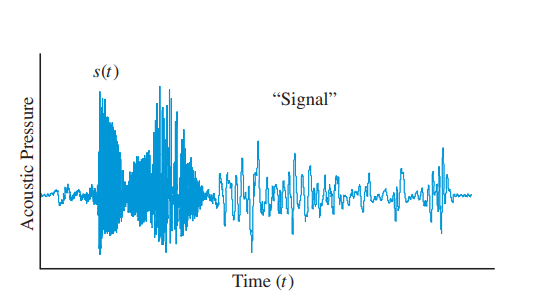 s(t)
“Signal”
Acoustic Pressure
Time (t)